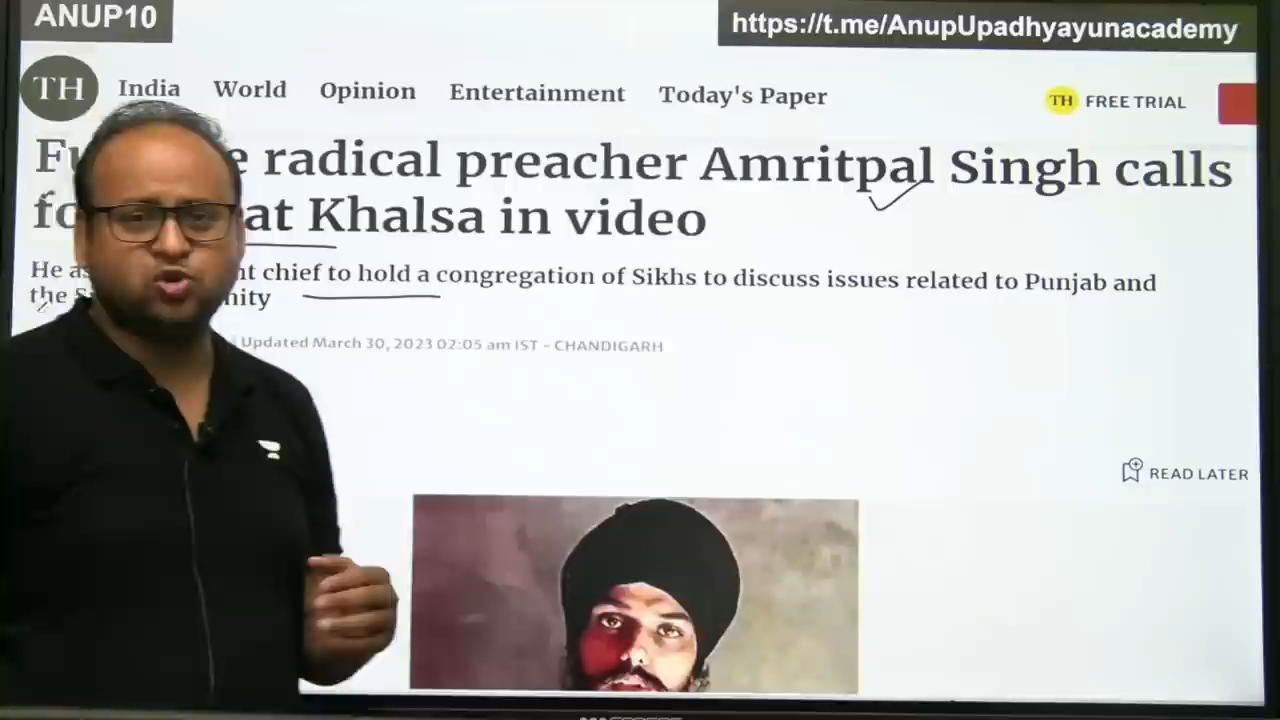 ANUP10
https://t.me/AnupUpadhyayunacademy
TH India World Opinion Entertainment Today's Paper
TH FREE TRIAL
radical preacher Amritpal Singh calls
Khalsa in video
He chief to hold a congregation of Sikhs to discuss issues related to Punjab and
the
Updated March 30, 2023 02:05 am IST - CHANDIGARH
READ LATER